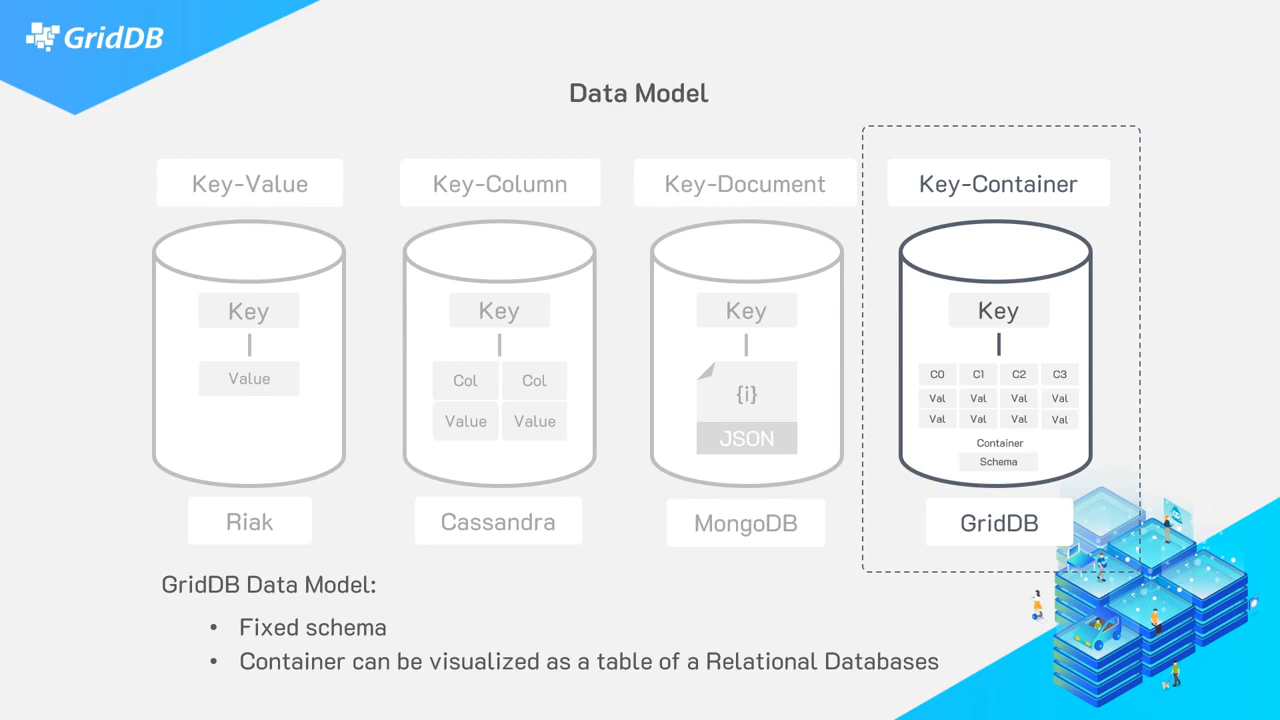 GridDB
Data Model
Key-Value
Key-Column
Key-Document
Key-Container
Key
Key
Key
Key
Value
Col Col
Value Value
{i}
JSON
C0 C1 C2 C3
Val Val Val Val
Val Val Val Val
Container
Schema
Riak
Cassandra
MongoDB
GridDB
GridDB Data Model:
• Fixed schema
• Container can be visualized as a table of a Relational Databases